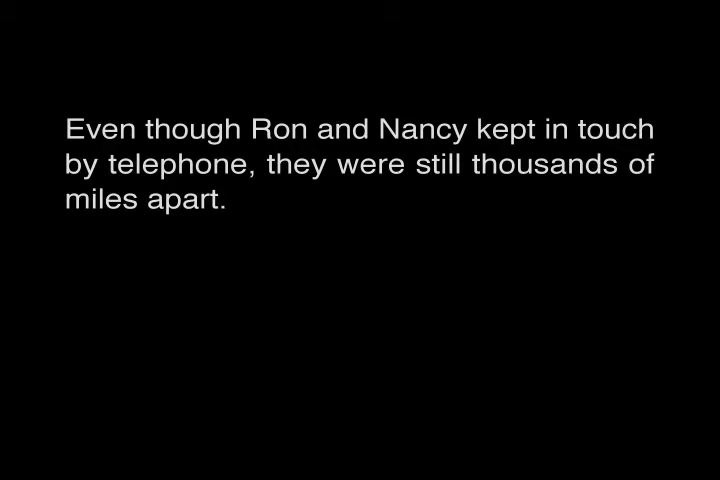 Even though Ron and Nancy kept in touch
by telephone, they were still thousands of
miles apart.